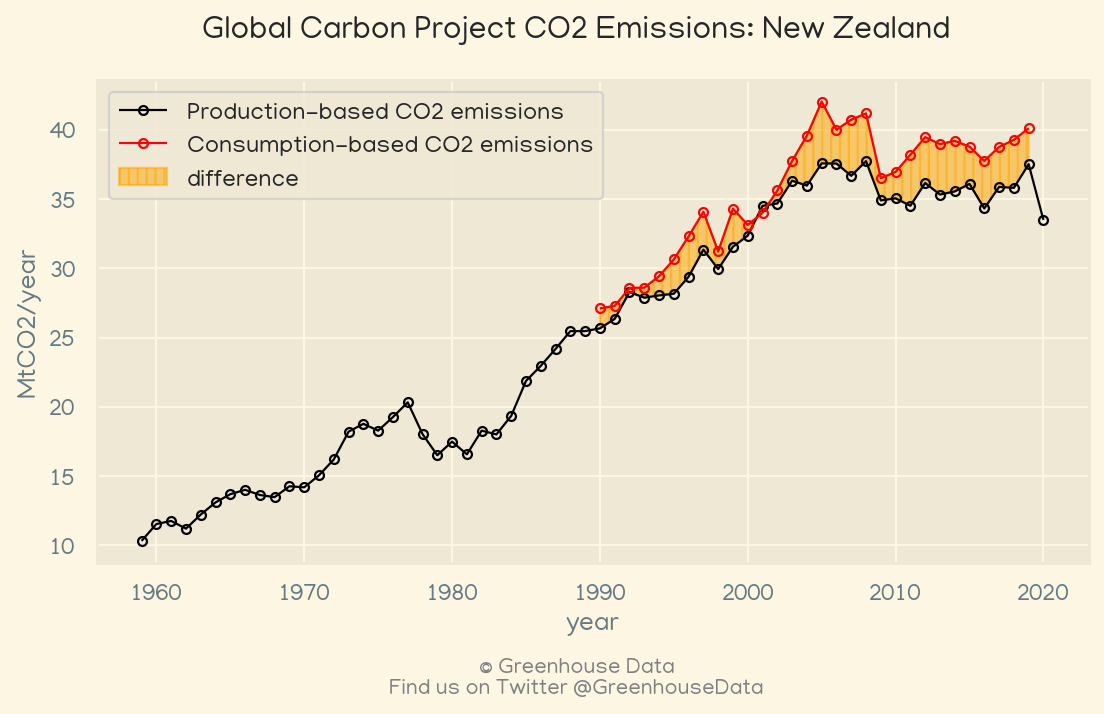 Global Carbon Project CO2 Emissions: New Zealand
Production-based CO2 emissions
Consumption-based CO2 emissions
difference
MtCO2/year
40
35
30
25
20
15
10
1960 1970 1980 1990 2000 2010 2020
year
© Greenhouse Data
Find us on Twitter @GreenhouseData